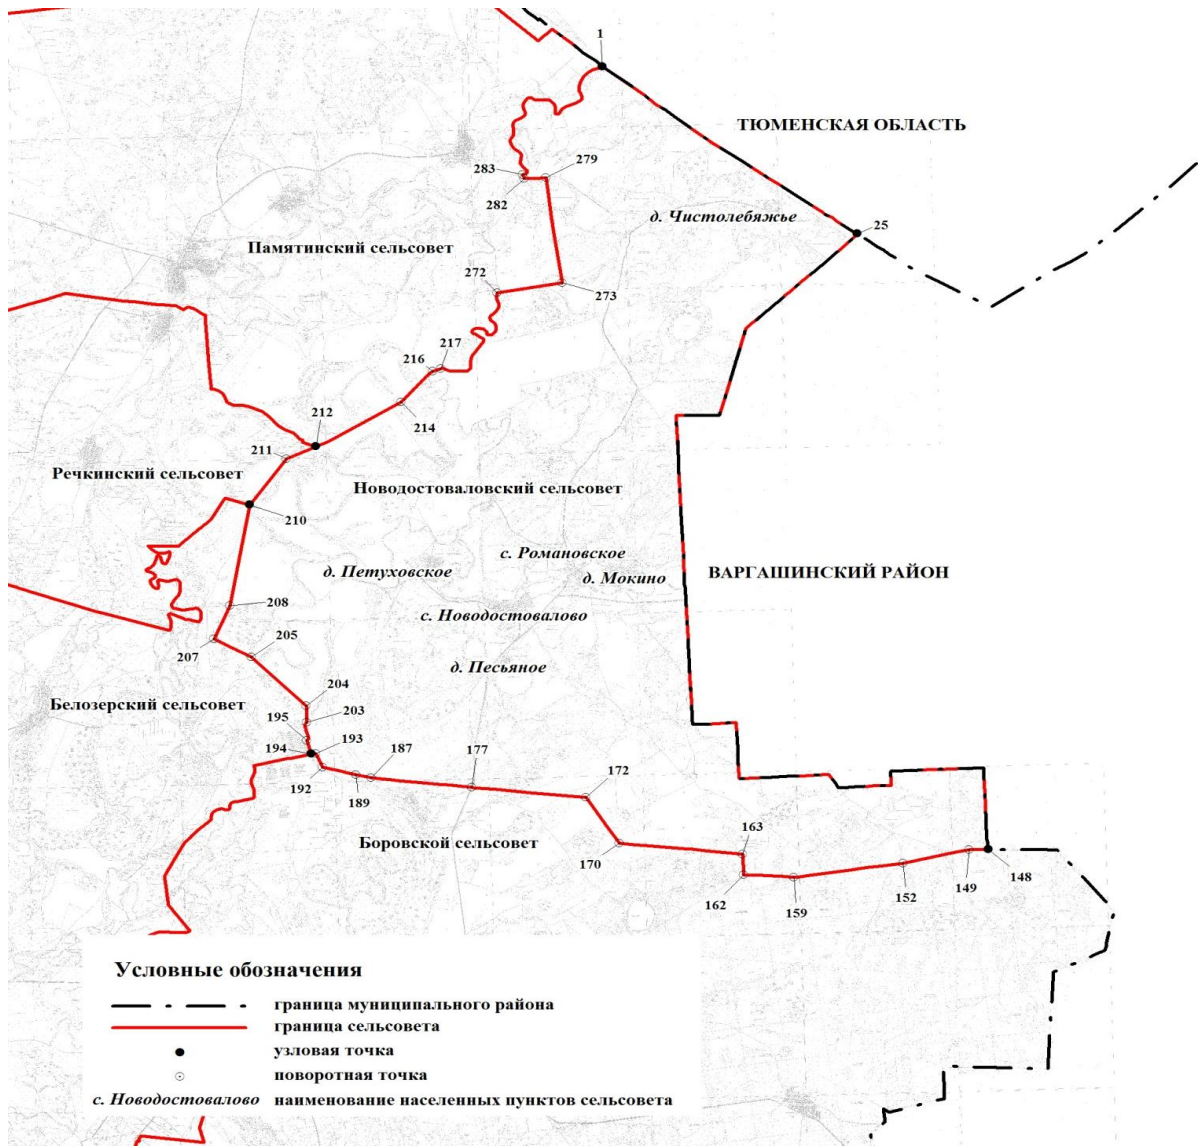 1
ТЮМЕНСКАЯ ОБЛАСТЬ
283
279
282
д. Чистолебяжье
25
Памятинский сельсовет
272
273
217
216
212
214
211
Речкинский сельсовет
Новодостоваловский сельсовет
210
с. Романовское
д. Петуховское
д. Мокино
ВАРГАШИНСКИЙ РАЙОН
208
с. Новодостовалово
205
207
д. Песьяное
204
Белозерский сельсовет
203
195
193
194
187
177
172
192
189
163
Боровской сельсовет
170
148
149
152
162
159
Условные обозначения
граница муниципального района
граница сельсовета
узловая точка
поворотная точка
с. Новодостовалово наименование населенных пунктов сельсовета